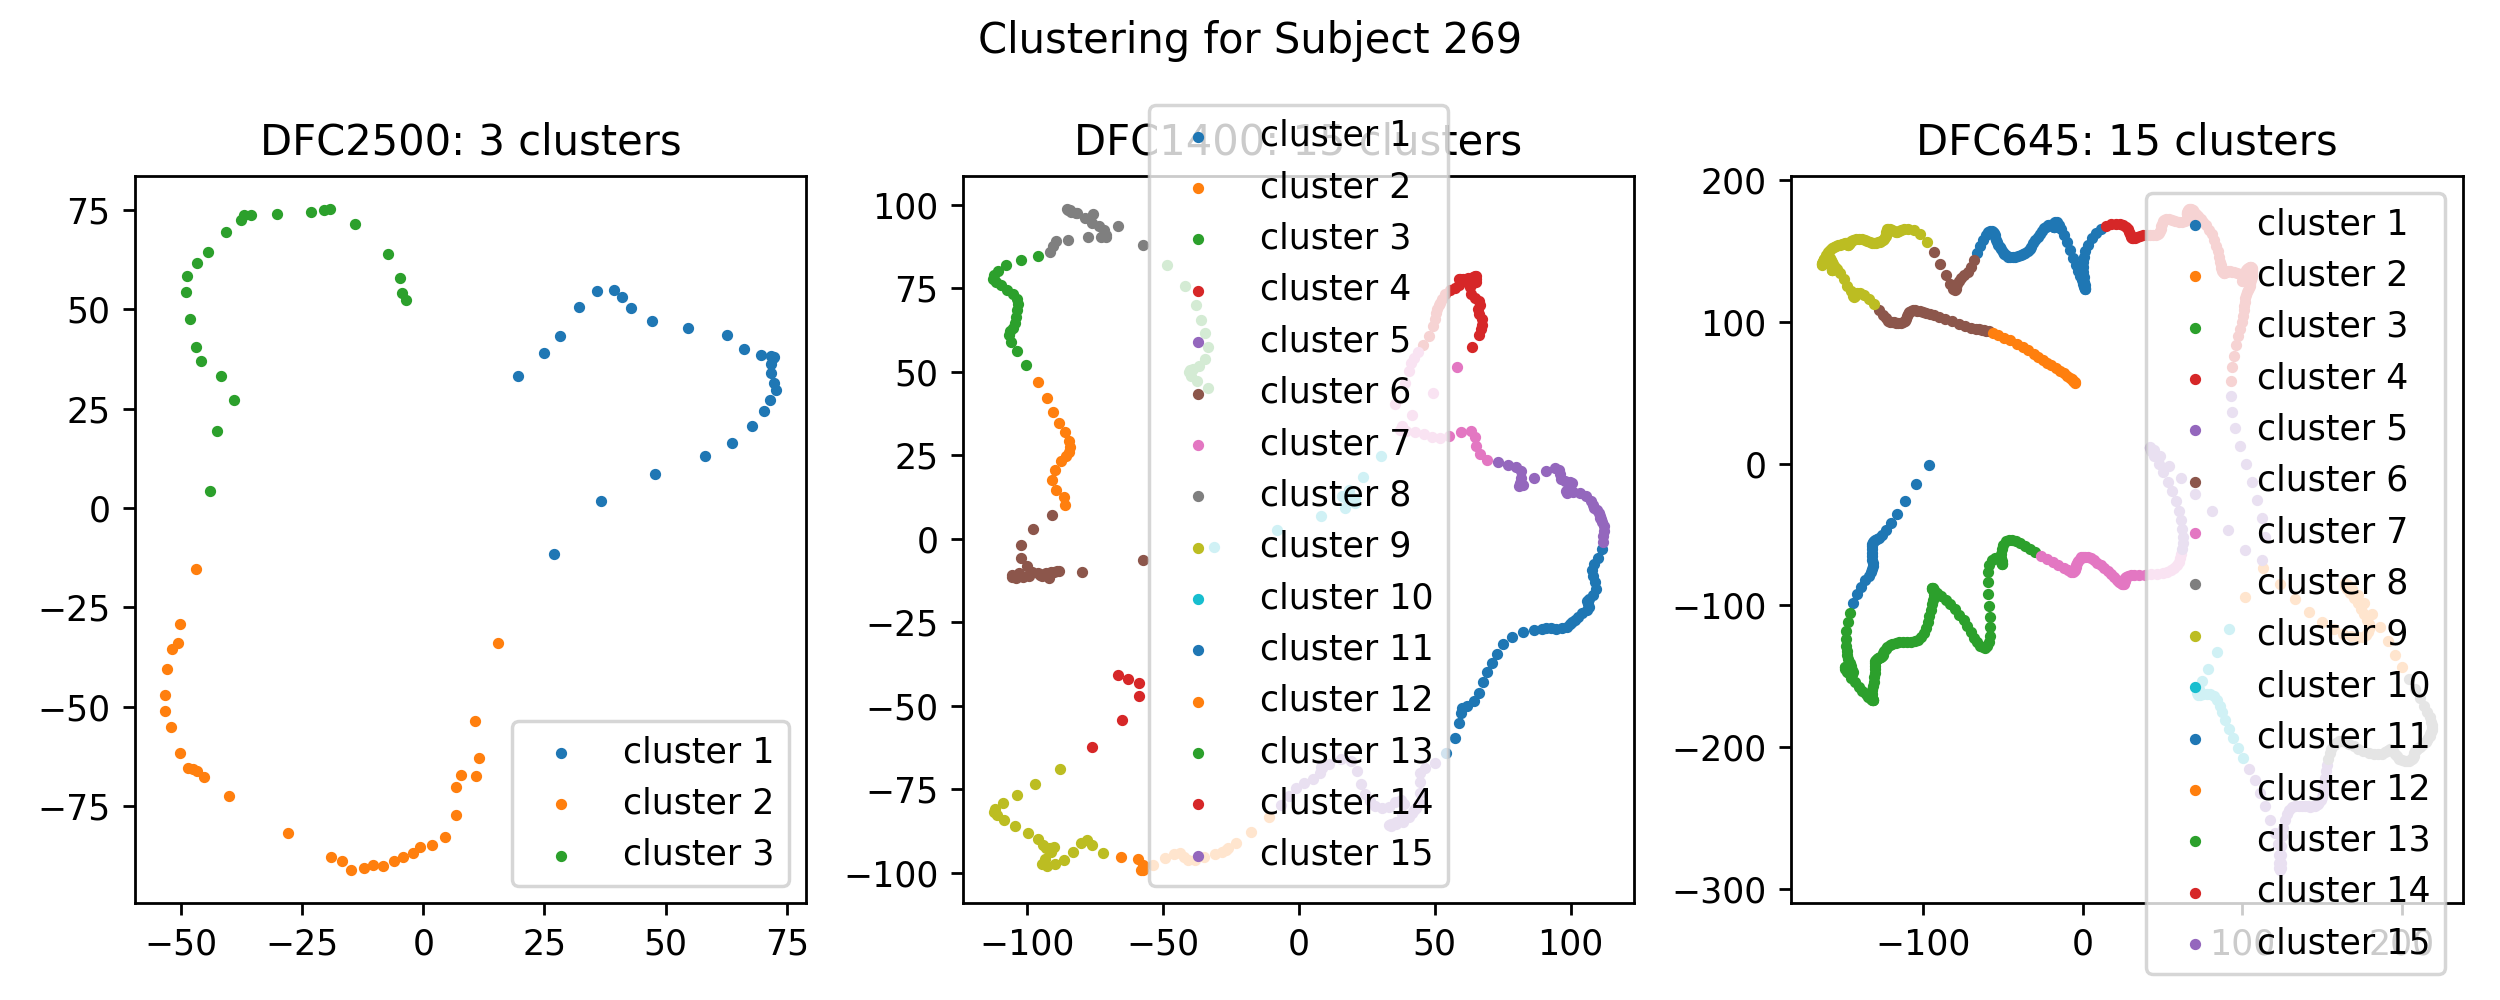 Clustering for Subject 269
DFC2500: 3 clusters
75
50
25
0
−25
−50
−75
−50
−25
0
25
50
75
cluster 1
cluster 2
cluster 3
DFC1400: 15 clusters
100
75
50
25
0
−25
−50
−75
−100
−100
−50
0
50
100
cluster 1
cluster 2
cluster 3
cluster 4
cluster 5
cluster 6
cluster 7
cluster 8
cluster 9
cluster 10
cluster 11
cluster 12
cluster 13
cluster 14
cluster 15
DFC645: 15 clusters
200
100
0
−100
−200
−300
−100
0
100
200
cluster 1
cluster 2
cluster 3
cluster 4
cluster 5
cluster 6
cluster 7
cluster 8
cluster 9
cluster 10
cluster 11
cluster 12
cluster 13
cluster 14
cluster 15